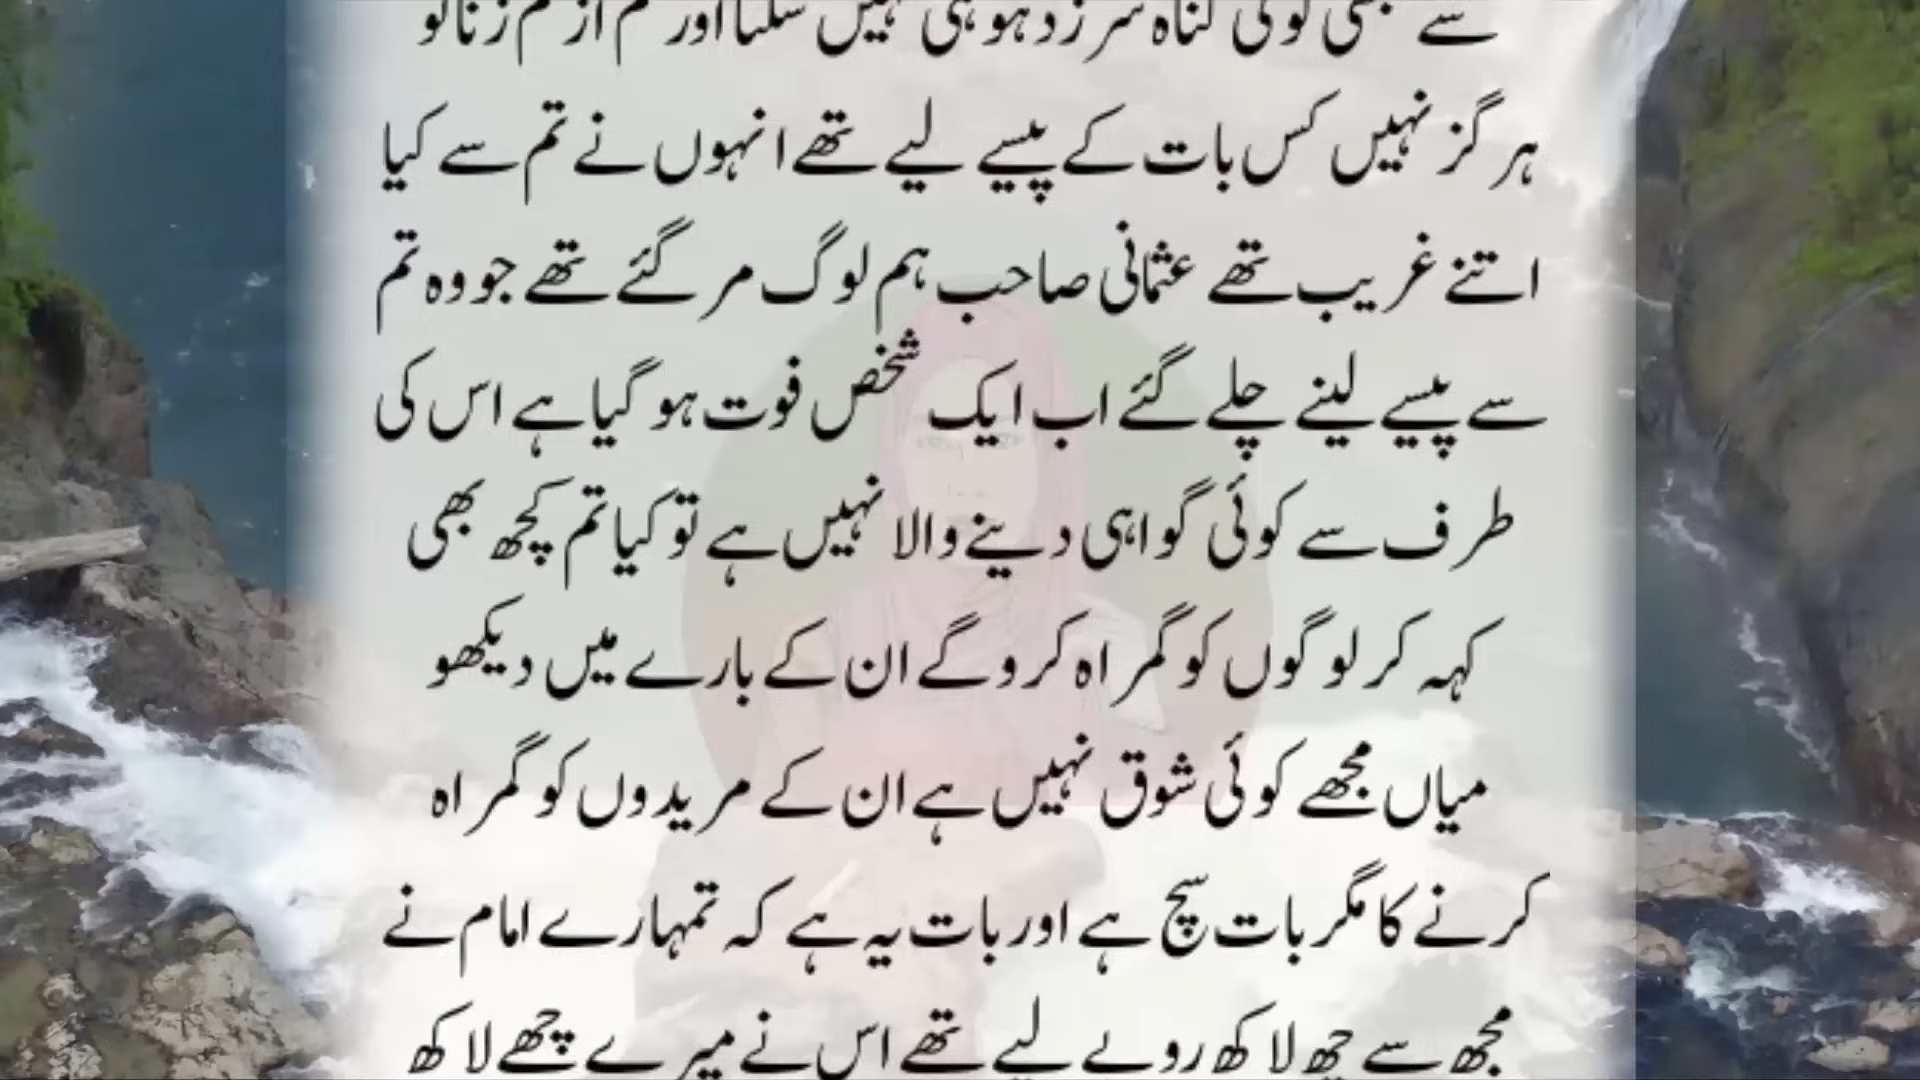 سے بھی کوئی گناہ سرزد ہو ہی نہیں سکتا اور کم از کم زنا تو
ہر گز نہیں کس بات کے پیسے لیے تھے انہوں نے تم سے کیا
اتنے غریب تھے عثمانی صاحب ہم لوگ مر گئے تھے جو وہ تم
سے پیسے لینے چلے گئے اب ایک شخص فوت ہو گیا ہے اس کی
طرف سے کوئی گواہی دینے والا نہیں ہے تو کیا تم کچھ بھی
کہہ کر لوگوں کو گمراہ کرو گے ان کے بارے میں دیکھو
میاں مجھے کوئی شوق نہیں ہے ان کے مریدوں کو گمراہ
کرنے کا مگر بات سچ ہے اور بات یہ ہے کہ تمہارے امام نے
مجھ سے چھ لاکھ روپے لیے تھے اس نے میرے چھے لاکھ